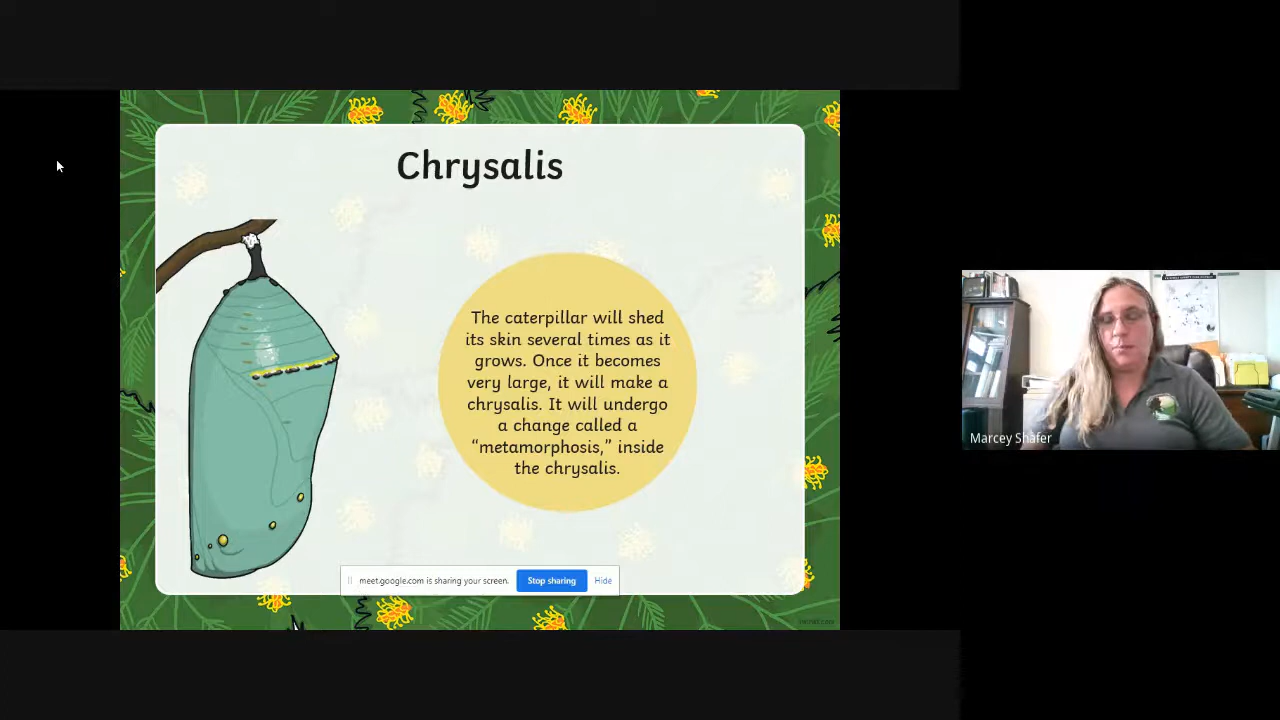 Chrysalis
The caterpillar will shed
its skin several times as it
grows. Once it becomes
very large, it will make a
chrysalis. It will undergo
a change called a
“metamorphosis,” inside
the chrysalis.
meet.google.com is sharing your screen.
Stop sharing
Hide
Marcey Shafer